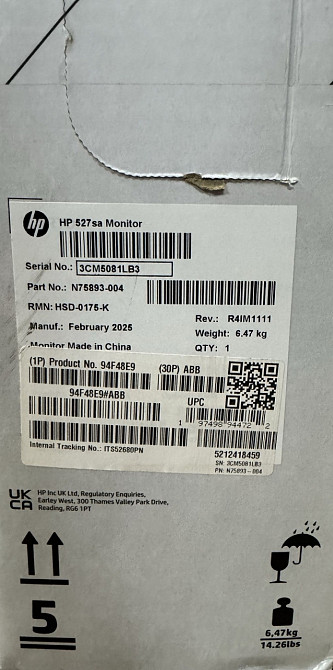 hp HP 527sa Monitor
Serial No.: 3CM5081LB3
Part No.: N75893-004
RMN: HSD-0175-K
Rev.: R4IM1111
Manuf.: February 2025
Weight: 6.47 kg
Monitor Made in China
QTY: 1
(1P) Product No. 94F48E9
(30P) ABB
94F48E9#ABB
UPC
1 97498 94472 2
Internal Tracking No.: ITS52680PN
5212418459
SN: 3CM5081LB3
PN: N75893-004
UK
CA
HP Inc UK Ltd, Regulatory Enquiries,
Earley West, 300 Thames Valley Park Drive,
Reading, RG6 1PT
5
6,47kg
14.26lbs